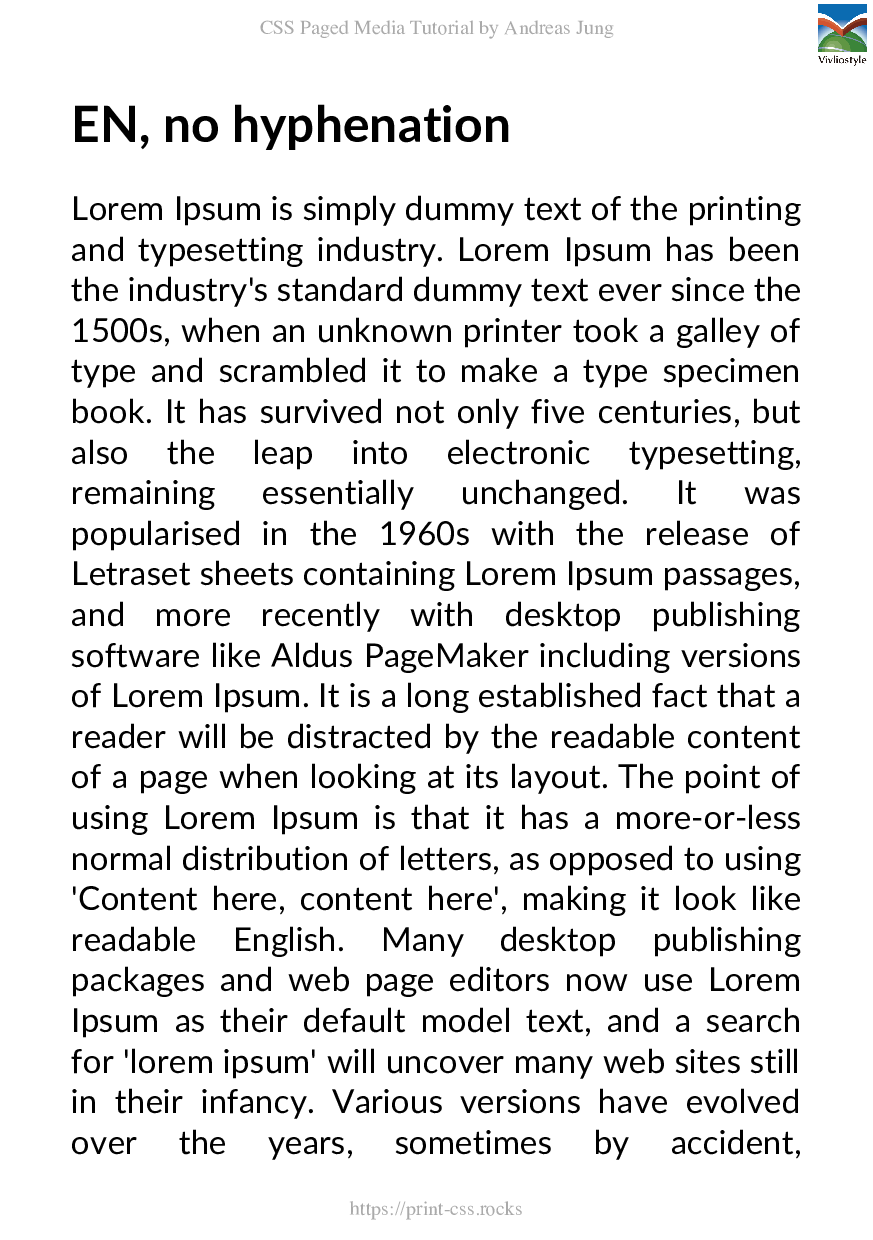 CSS Paged Media Tutorial by Andreas Jung
Vivliostyle
EN, no hyphenation
Lorem Ipsum is simply dummy text of the printing
and typesetting industry. Lorem Ipsum has been
the industry's standard dummy text ever since the
1500s, when an unknown printer took a galley of
type and scrambled it to make a type specimen
book. It has survived not only five centuries, but
also the leap into electronic typesetting,
remaining essentially unchanged. It was
popularised in the 1960s with the release of
Letraset sheets containing Lorem Ipsum passages,
and more recently with desktop publishing
software like Aldus PageMaker including versions
of Lorem Ipsum. It is a long established fact that a
reader will be distracted by the readable content
of a page when looking at its layout. The point of
using Lorem Ipsum is that it has a more-or-less
normal distribution of letters, as opposed to using
'Content here, content here', making it look like
readable English. Many desktop publishing
packages and web page editors now use Lorem
Ipsum as their default model text, and a search
for 'lorem ipsum' will uncover many web sites still
in their infancy. Various versions have evolved
over the years, sometimes by accident,
https://print-css.rocks